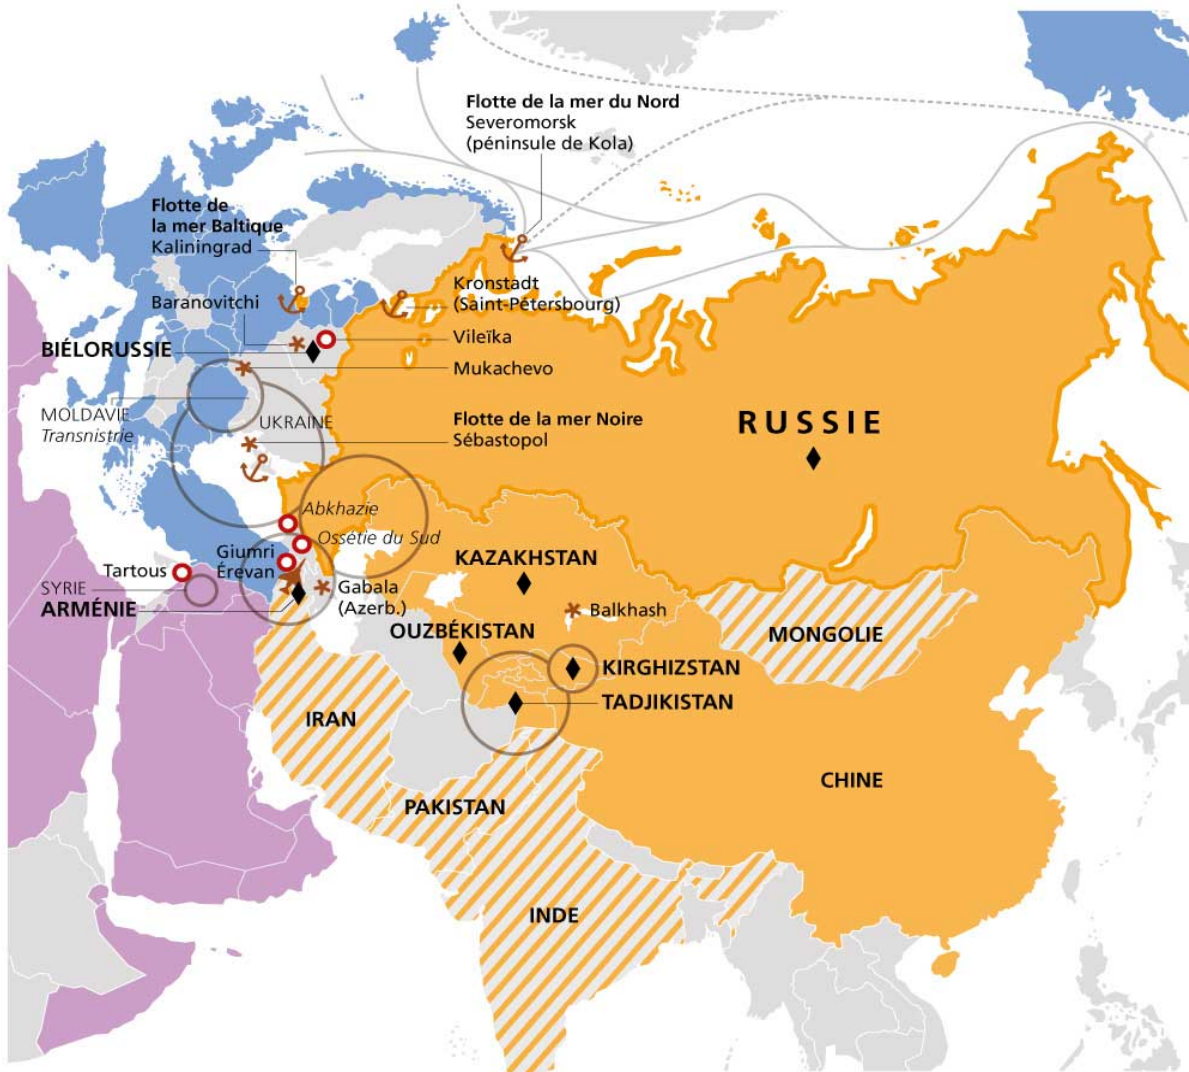 Flotte de la mer du Nord
Severomorsk
(péninsule de Kola)
Flotte de
la mer Baltique
Kaliningrad
Kronstadt
(Saint-Pétersbourg)
Baranovitchi
Vileïka
BIÉLORUSSIE
Mukachevo
MOLDAVIE
Transnistrie
UKRAINE
Flotte de la mer Noire
Sébastopol
RUSSIE
Abkhazie
Ossétie du Sud
Giumri
Érevan
Tartous
SYRIE
ARMÉNIE
Gabala
(Azerb.)
KAZAKHSTAN
Balkhash
OUZBÉKISTAN
MONGOLIE
KIRGHIZSTAN
TADJIKISTAN
IRAN
CHINE
PAKISTAN
INDE